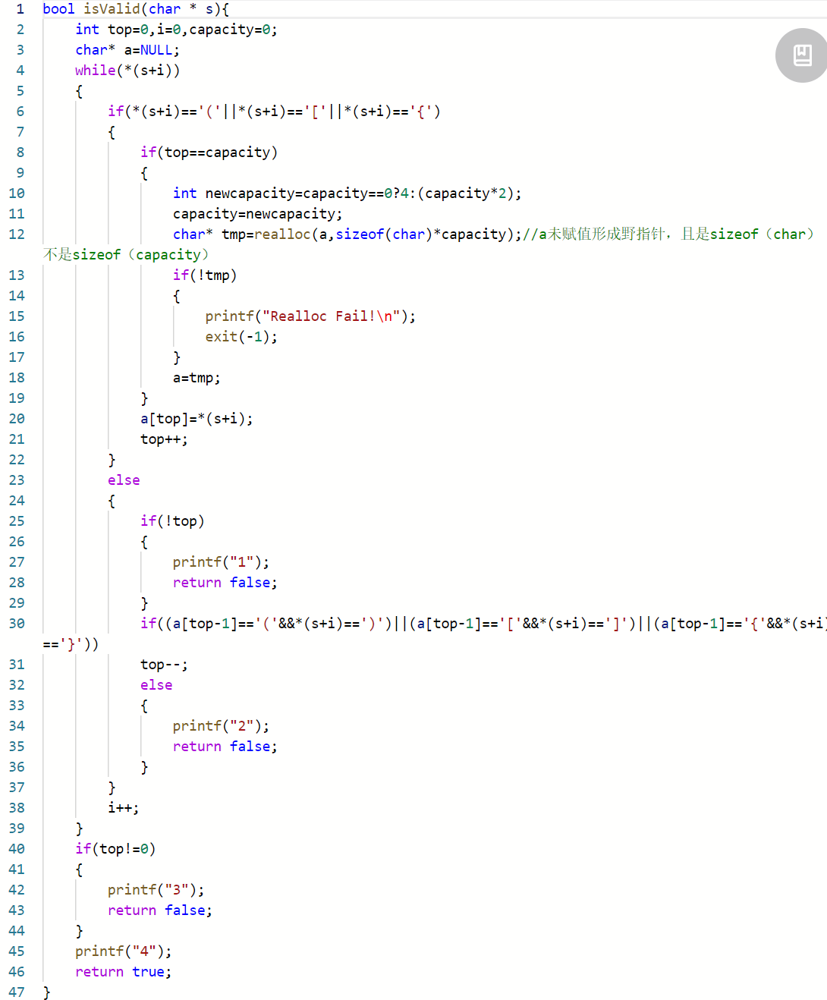 1 bool isValid(char * s){
2     int top=0,i=0,capacity=0;
3     char* a=NULL;
4     while(*(s+i))
5     {
6         if(*(s+i)=='('||*(s+i)=='['||*(s+i)=='{')
7         {
8             if(top==capacity)
9             {
10                 int newcapacity=capacity==0?4:(capacity*2);
11                 capacity=newcapacity;
12                 char* tmp=realloc(a,sizeof(char)*capacity);//a未赋值形成野指针，且是sizeof（char）
不是sizeof（capacity）
13                 if(!tmp)
14                 {
15                     printf("Realloc Fail!\n");
16                     exit(-1);
17                 }
18                 a=tmp;
19             }
20             a[top]=*(s+i);
21             top++;
22         }
23         else
24         {
25             if(!top)
26             {
27                 printf("1");
28                 return false;
29             }
30             if((a[top-1]=='('&&*(s+i)==')')||(a[top-1]=='['&&*(s+i)==']')||(a[top-1]=='{'&&*(s+i)
=='}'))
31             top--;
32             else
33             {
34                 printf("2");
35                 return false;
36             }
37         }
38         i++;
39     }
40     if(top!=0)
41     {
42         printf("3");
43         return false;
44     }
45     printf("4");
46     return true;
47 }